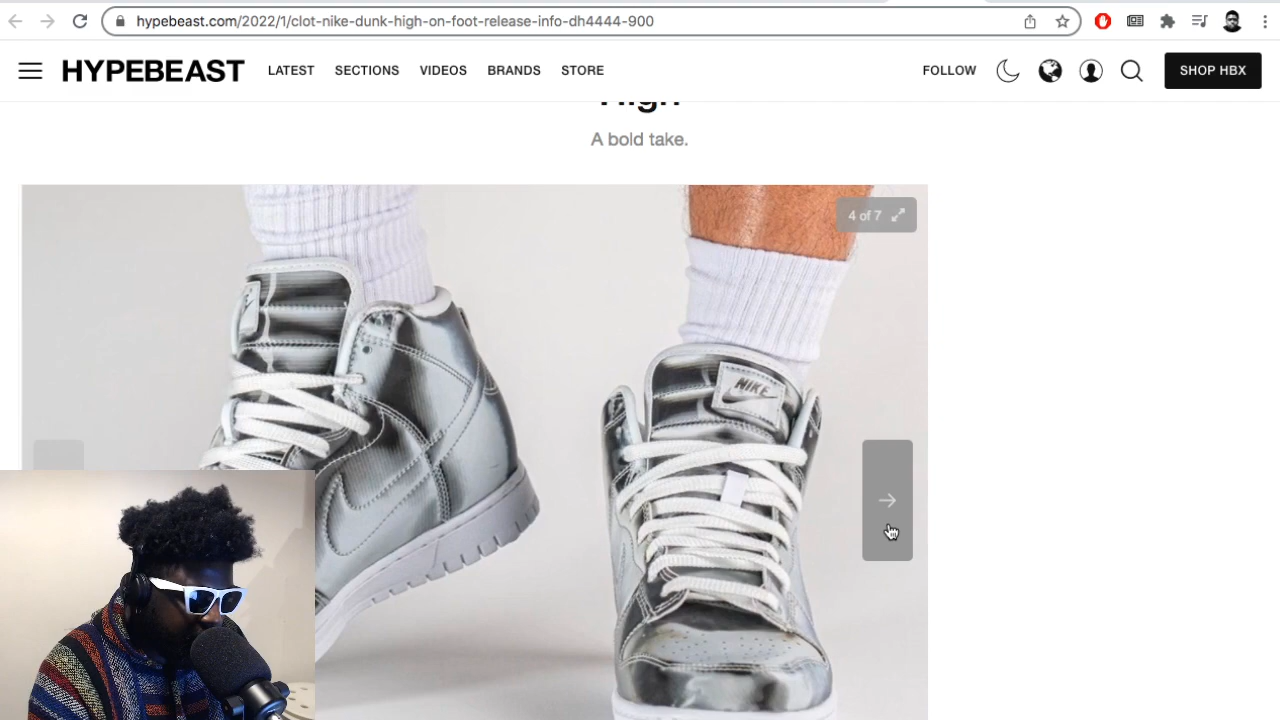 hypebeast.com/2022/1/clot-nike-dunk-high-on-foot-release-info-dh4444-900
HYPEBEAST LATEST SECTIONS VIDEOS BRANDS STORE FOLLOW SHOP HBX
High
A bold take.
4 of 7
NIKE